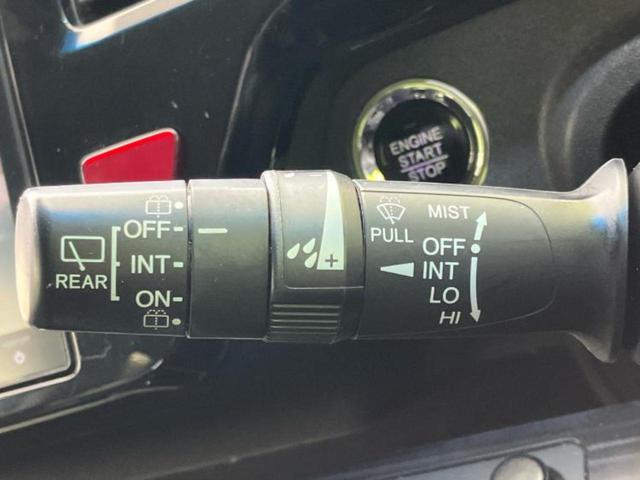 ENGINE
START
STOP
OFF
INT
REAR
ON
+
PULL
MIST
OFF
INT
LO
HI